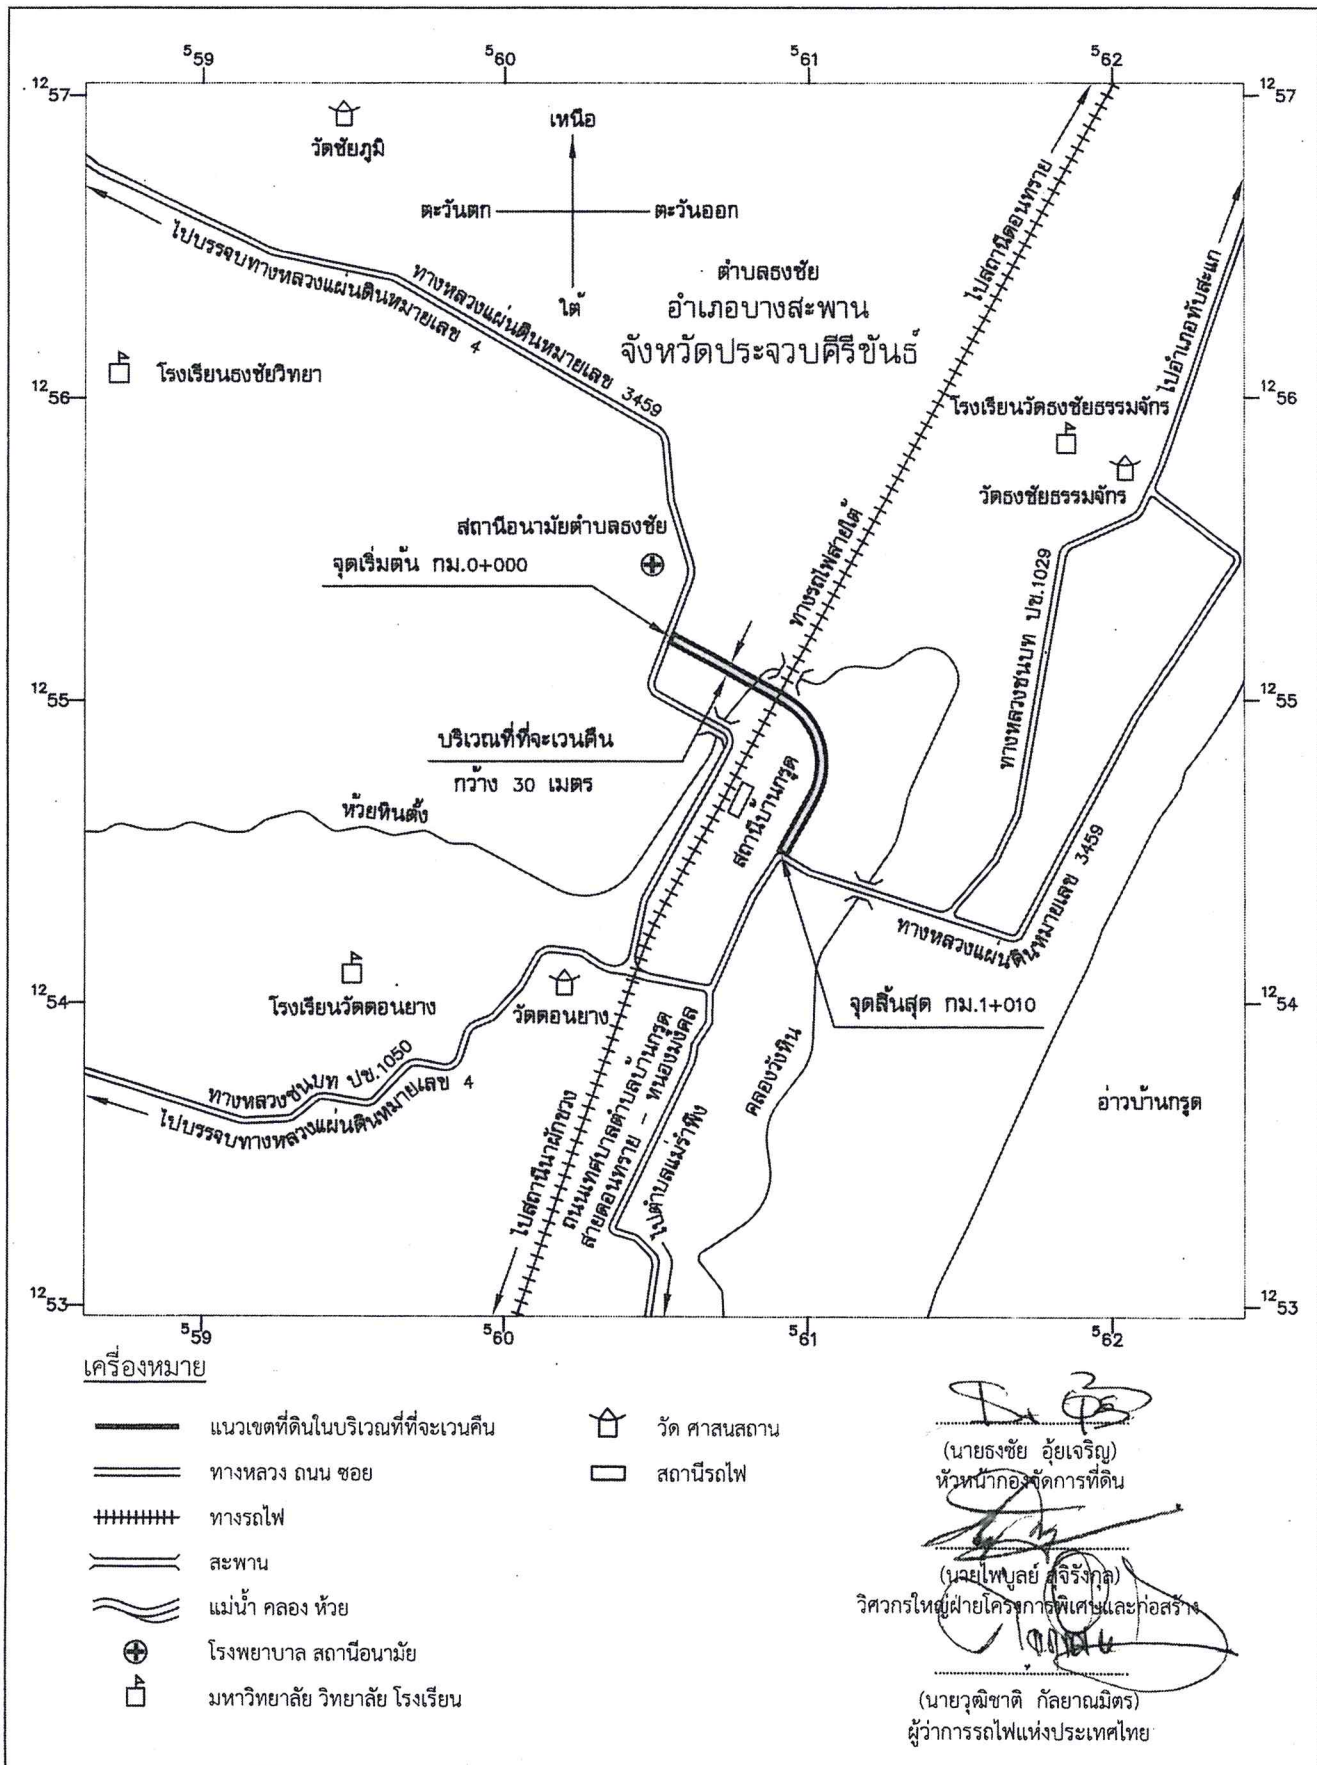 ⁵59 ⁵60 ⁵61 ⁵62
¹²57 ¹²57
เหนือ
วัดชัยภูมิ
ตะวันตก ตะวันออก
ใต้
ตำบลธงชัย
อำเภอบางสะพาน
จังหวัดประจวบคีรีขันธ์
ไปสถานีดอนทราย
ไปบรรจบทางหลวงแผ่นดินหมายเลข 4
ทางหลวงแผ่นดินหมายเลข 3459
ไปอำเภอทับสะแก
โรงเรียนธงชัยวิทยา
¹²56 ¹²56
โรงเรียนวัดธงชัยธรรมจักร
วัดธงชัยธรรมจักร
สถานีอนามัยตำบลธงชัย
จุดเริ่มต้น กม.0+000
ทางรถไฟสายใต้
ทางหลวงชนบท ปข.1029
¹²55 ¹²55
บริเวณที่ที่จะเวนคืน
กว้าง 30 เมตร
สถานีบ้านกรูด
ห้วยหินตั้ง
ทางหลวงแผ่นดินหมายเลข 3459
โรงเรียนวัดดอนยาง
วัดดอนยาง
¹²54 ¹²54
จุดสิ้นสุด กม.1+010
ทางหลวงชนบท ปข.1050
ไปบรรจบทางหลวงแผ่นดินหมายเลข 4
คลองวังหิน
อ่าวบ้านกรูด
ไปสถานีนาผักขวง
ถนนเทศบาลตำบลบ้านกรูด
สายดอนทราย - หนองมงคล
ไปตำบลแม่รำพึง
¹²53 ¹²53
⁵59 ⁵60 ⁵61 ⁵62
เครื่องหมาย
แนวเขตที่ดินในบริเวณที่ที่จะเวนคืน
ทางหลวง ถนน ซอย
ทางรถไฟ
สะพาน
แม่น้ำ คลอง ห้วย
โรงพยาบาล สถานีอนามัย
มหาวิทยาลัย วิทยาลัย โรงเรียน
วัด ศาสนสถาน
สถานีรถไฟ
(นายธงชัย อุ้ยเจริญ)
หัวหน้ากองจัดการที่ดิน
(นายไพบูลย์ สุจิรังกุล)
วิศวกรใหญ่ฝ่ายโครงการพิเศษและก่อสร้าง
(นายวุฒิชาติ กัลยาณมิตร)
ผู้ว่าการรถไฟแห่งประเทศไทย